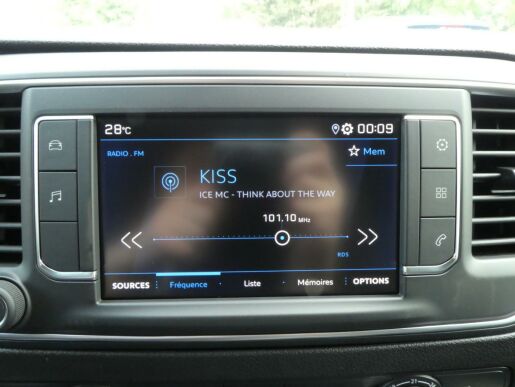 28°C 00:09
RADIO . FM Mem
KISS
ICE MC - THINK ABOUT THE WAY
101.10 MHz
RDS
SOURCES Fréquence Liste Mémoires OPTIONS
21